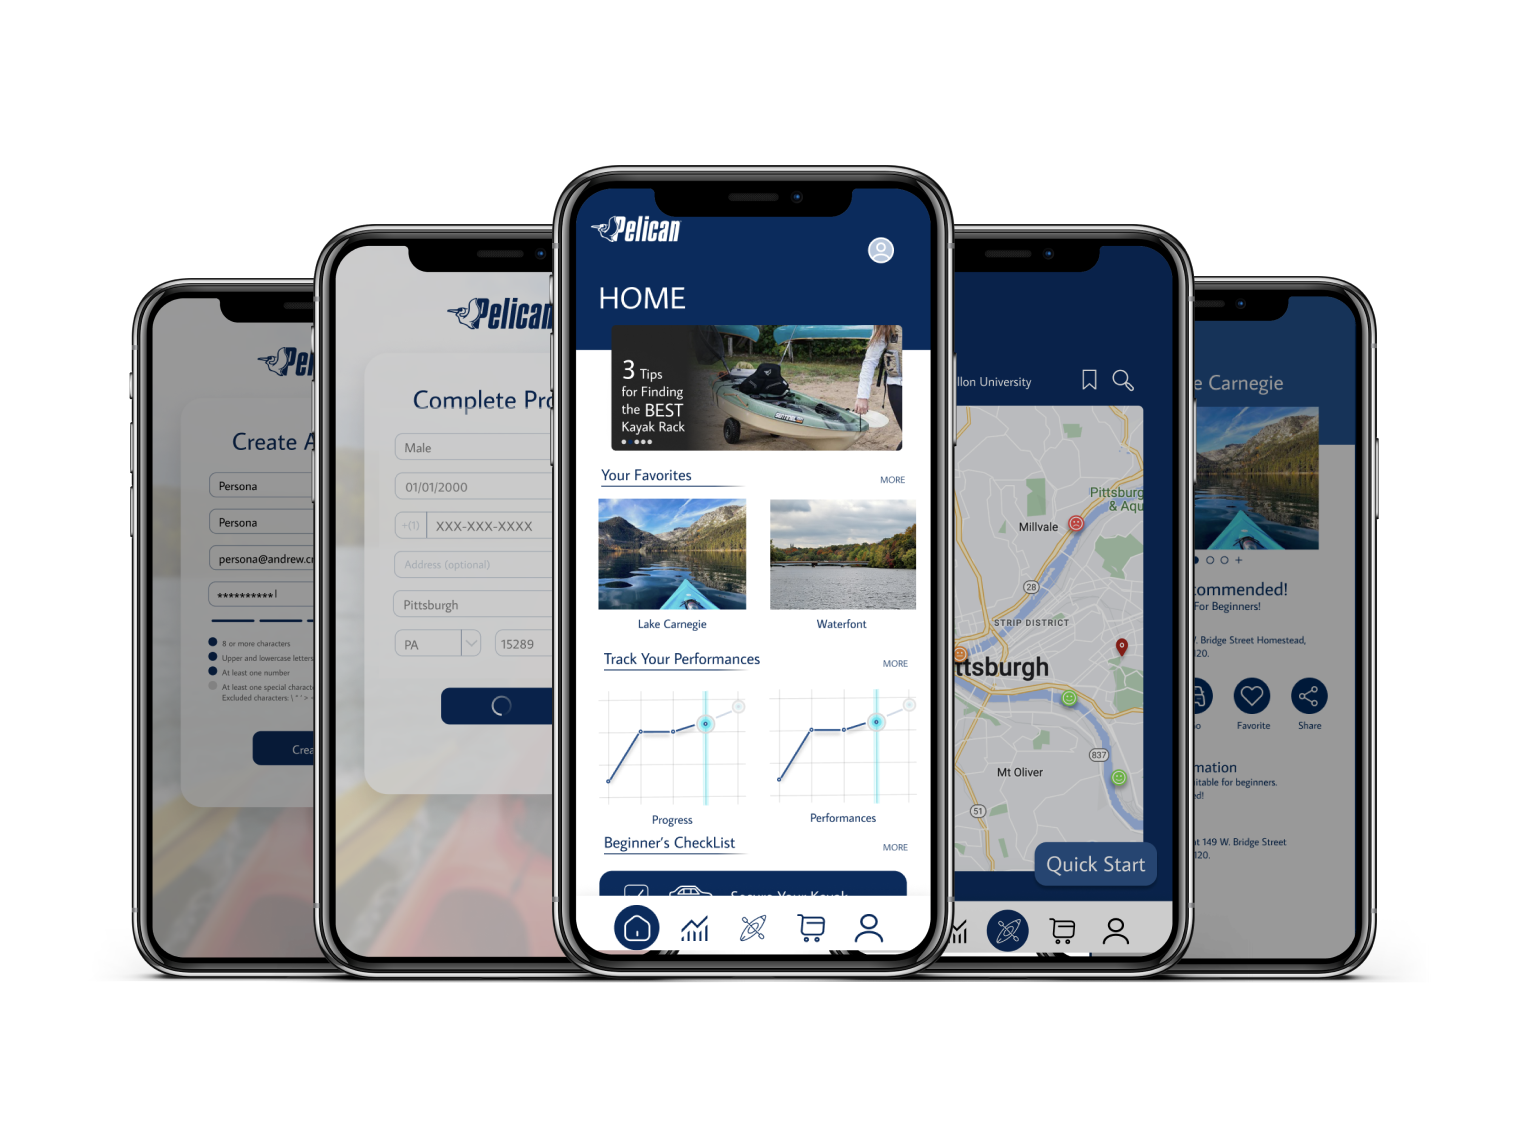 Create
Persona
Persona
persona@andrew.c
**********
8 or more characters
Upper and lowercase letters
At least one number
At least one special
Excluded characters:
Pelican
Complete
Male
01/01/2000
+(1) XXX-XXX-XXXX
Address (optional)
Pittsburgh
PA 15289
Pelican
HOME
3 Tips
for Finding
the BEST
Kayak Rack
Your Favorites MORE
Lake Carnegie Waterfont
Track Your Performances MORE
Progress Performances
Beginner's CheckList MORE
Secure Your Kayak
llon University
Pittsburg
& Aqu
Millvale
28
STRIP DISTRICT
ttsburgh
837
Mt Oliver
51
Quick Start
e Carnegie
ommended!
For Beginners!
. Bridge Street Homestead,
120.
o Favorite Share
mation
itable for beginners.
ed!
at 149 W. Bridge Street
120.